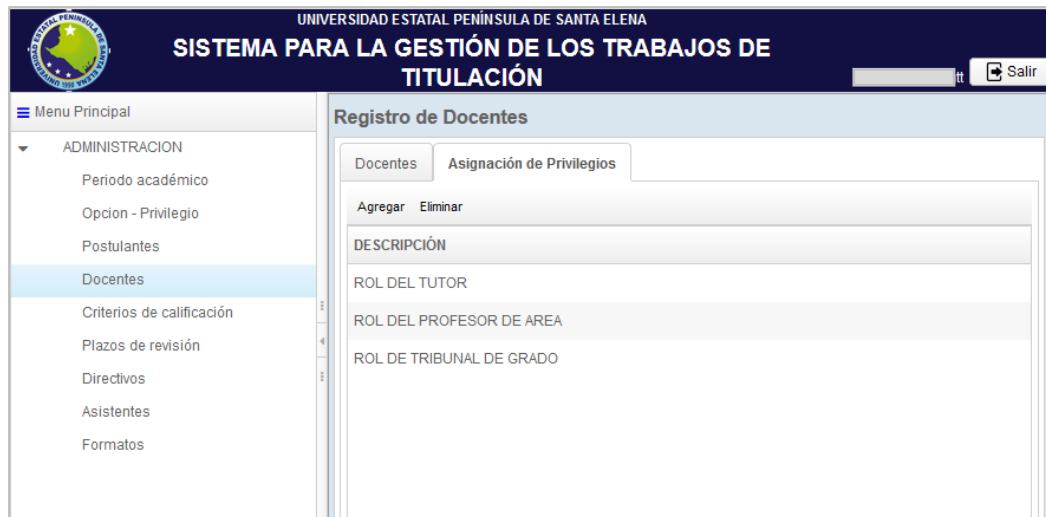 UNIVERSIDAD ESTATAL PENÍNSULA DE SANTA ELENA
SISTEMA PARA LA GESTIÓN DE LOS TRABAJOS DE
TITULACIÓN
tt
Salir
Menu Principal
ADMINISTRACION
Periodo académico
Opcion - Privilegio
Postulantes
Docentes
Criterios de calificación
Plazos de revisión
Directivos
Asistentes
Formatos
Registro de Docentes
Docentes
Asignación de Privilegios
Agregar Eliminar
DESCRIPCIÓN
ROL DEL TUTOR
ROL DEL PROFESOR DE AREA
ROL DE TRIBUNAL DE GRADO